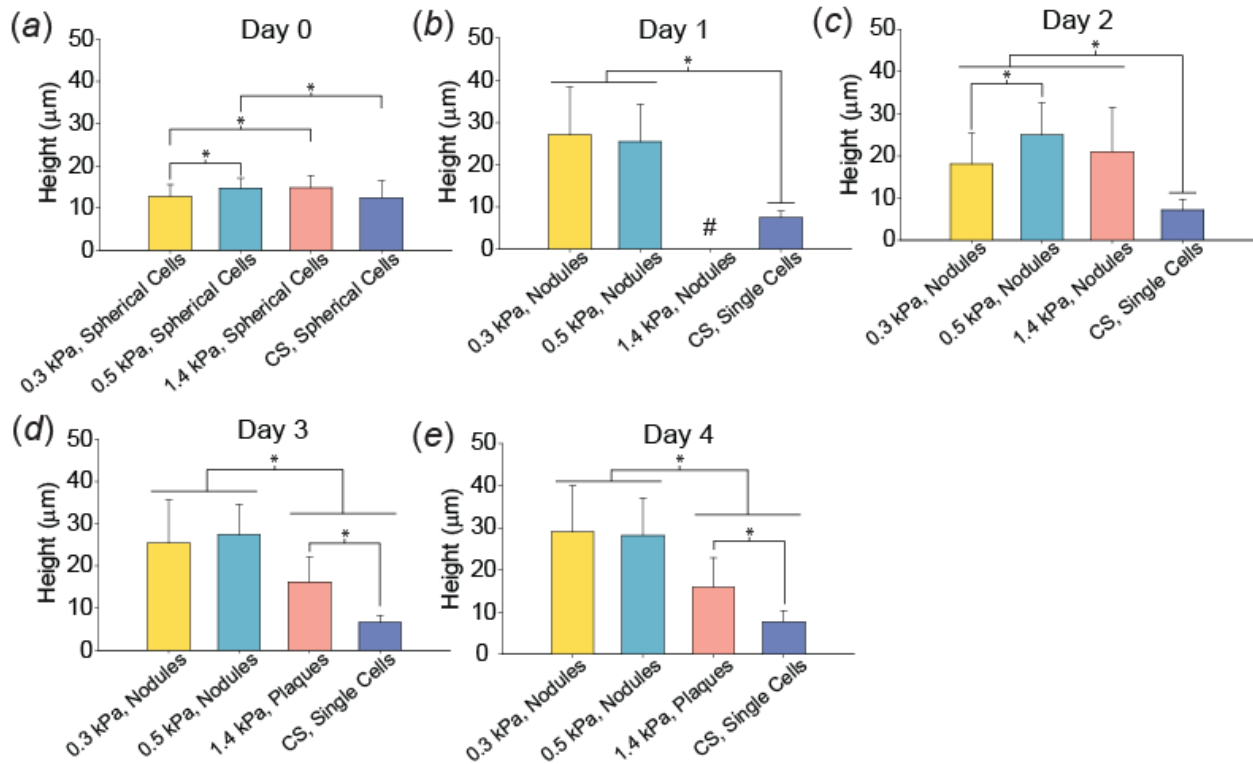 (a) Day 0
Height (μm)
50
40
30
20
10
0
*
*
*
0.3 kPa, Spherical Cells
0.5 kPa, Spherical Cells
1.4 kPa, Spherical Cells
CS, Spherical Cells
(b) Day 1
Height (μm)
50
40
30
20
10
0
*
#
0.3 kPa, Nodules
0.5 kPa, Nodules
1.4 kPa, Nodules
CS, Single Cells
(c) Day 2
Height (μm)
50
40
30
20
10
0
*
*
0.3 kPa, Nodules
0.5 kPa, Nodules
1.4 kPa, Nodules
CS, Single Cells
(d) Day 3
Height (μm)
50
40
30
20
10
0
*
*
0.3 kPa, Nodules
0.5 kPa, Nodules
1.4 kPa, Plaques
CS, Single Cells
(e) Day 4
Height (μm)
50
40
30
20
10
0
*
*
0.3 kPa, Nodules
0.5 kPa, Nodules
1.4 kPa, Plaques
CS, Single Cells